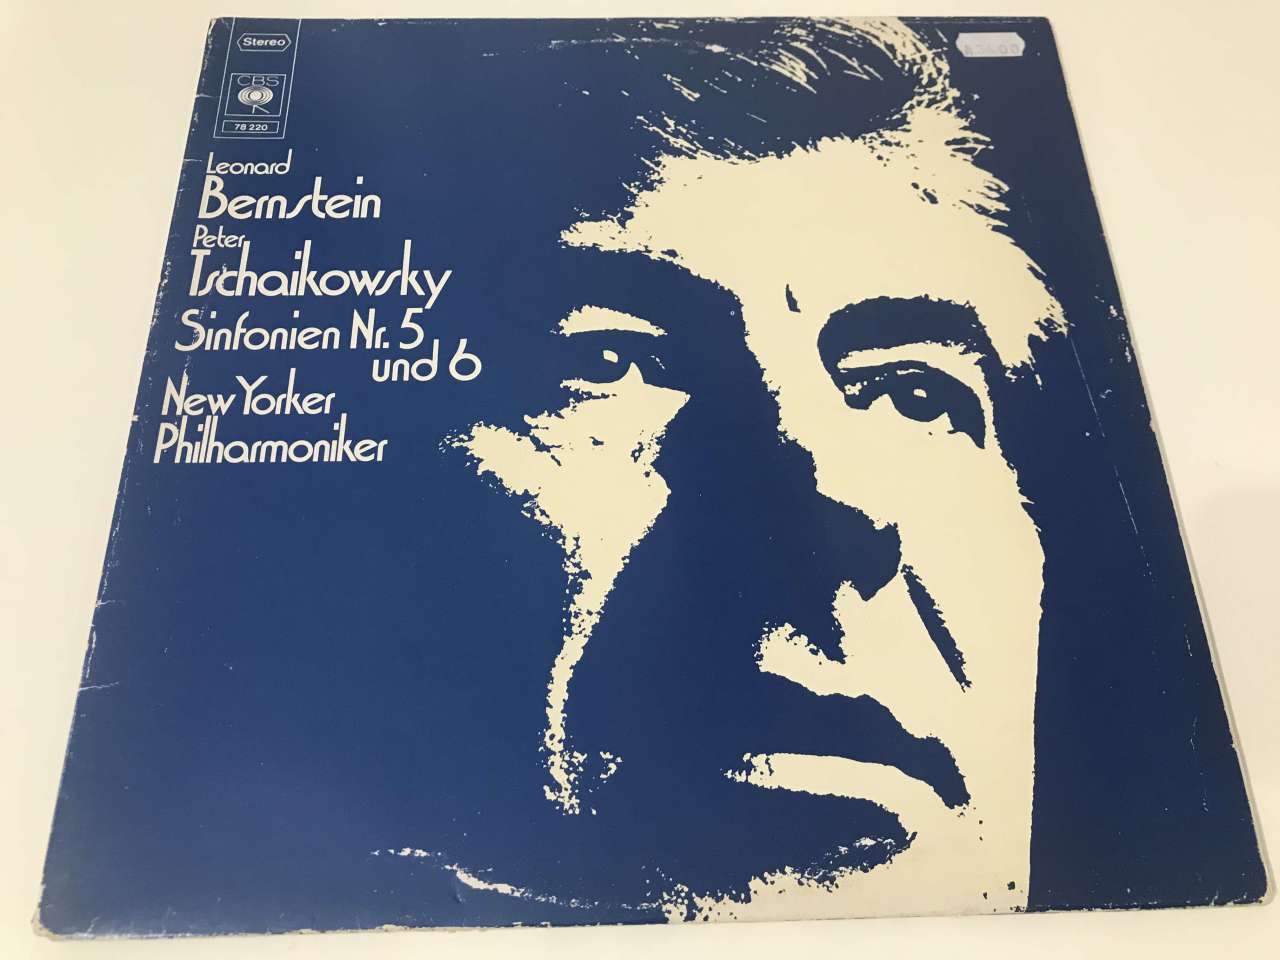 Stereo
CBS
78 220
Leonard
Bernstein
Peter
Tschaikowsky
Sinfonien Nr. 5
und 6
New Yorker
Philharmoniker